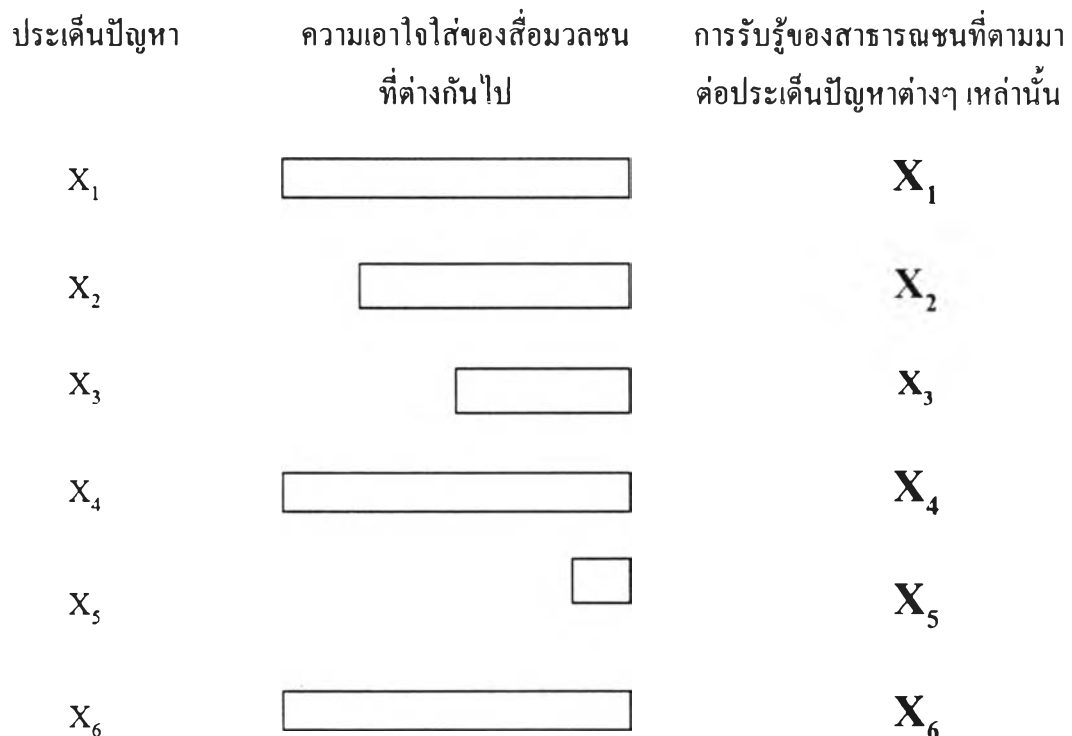 ประเด็นปัญหา ความเอาใจใส่ของสื่อมวลชน การรับรู้ของสาธารณชนที่ตามมา
ที่ต่างกันไป ต่อประเด็นปัญหาต่างๆ เหล่านั้น
X₁ X₁
X₂ X₂
X₃ X₃
X₄ X₄
X₅ X₅
X₆ X₆